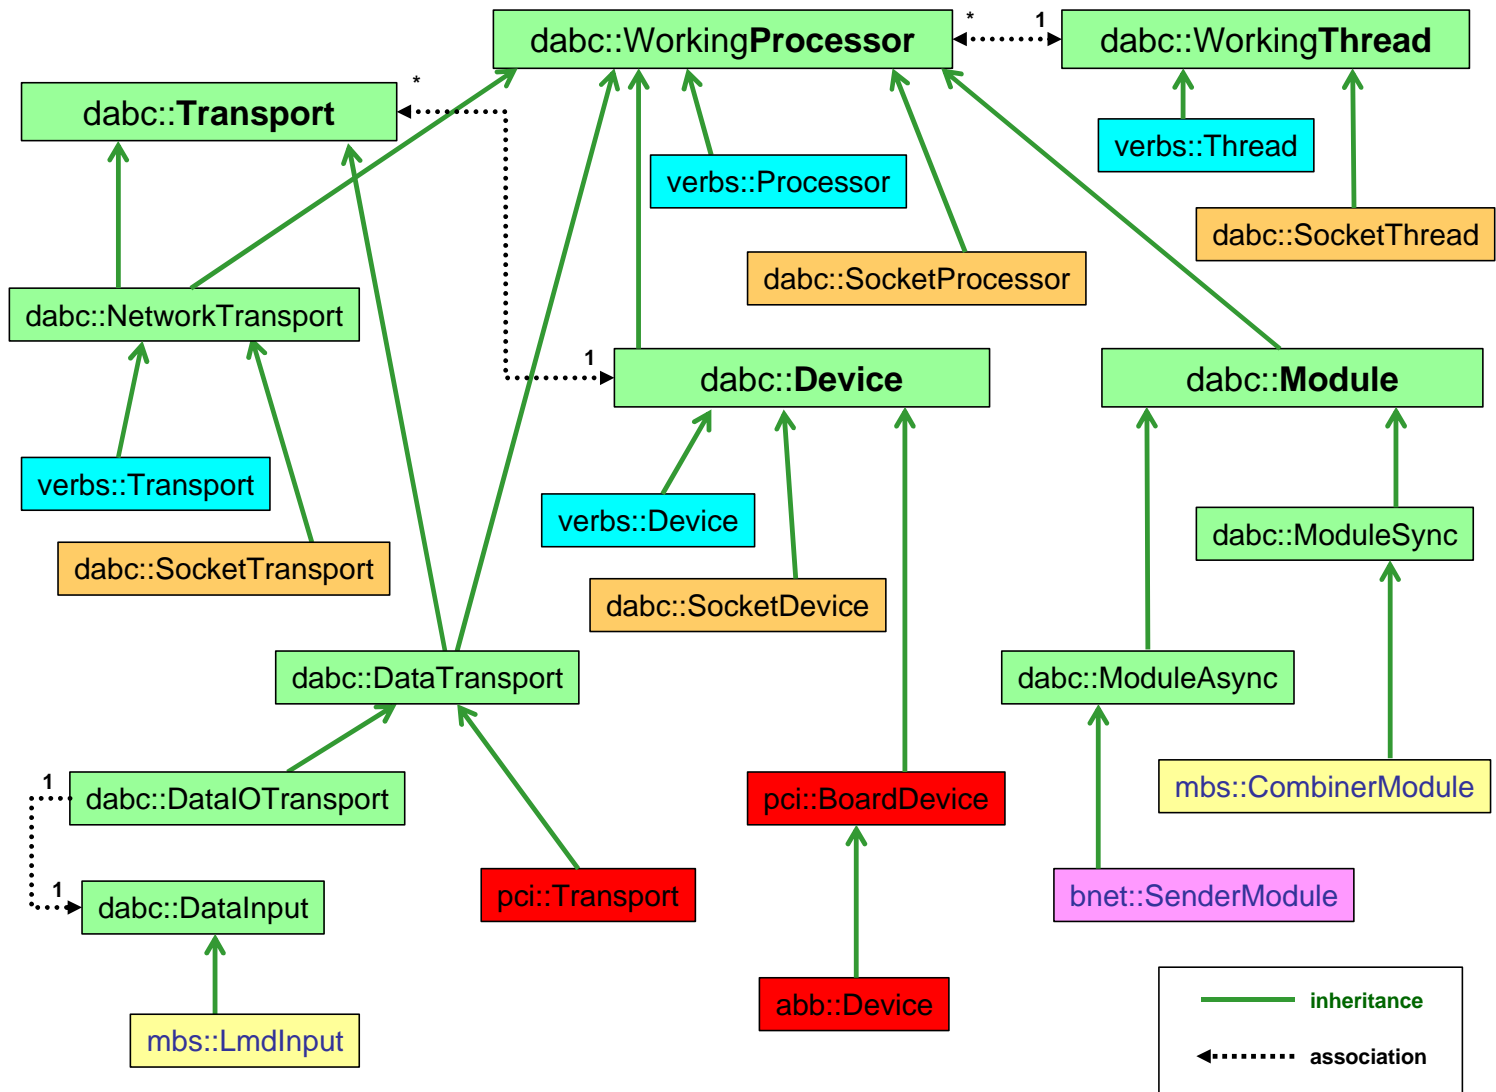 dabc::WorkingProcessor
*
1
dabc::WorkingThread
*
dabc::Transport
verbs::Thread
verbs::Processor
dabc::SocketThread
dabc::SocketProcessor
dabc::NetworkTransport
1
dabc::Device
dabc::Module
verbs::Transport
verbs::Device
dabc::ModuleSync
dabc::SocketTransport
dabc::SocketDevice
dabc::DataTransport
dabc::ModuleAsync
1
dabc::DataIOTransport
pci::BoardDevice
mbs::CombinerModule
1
dabc::DataInput
pci::Transport
bnet::SenderModule
abb::Device
inheritance
mbs::LmdInput
association